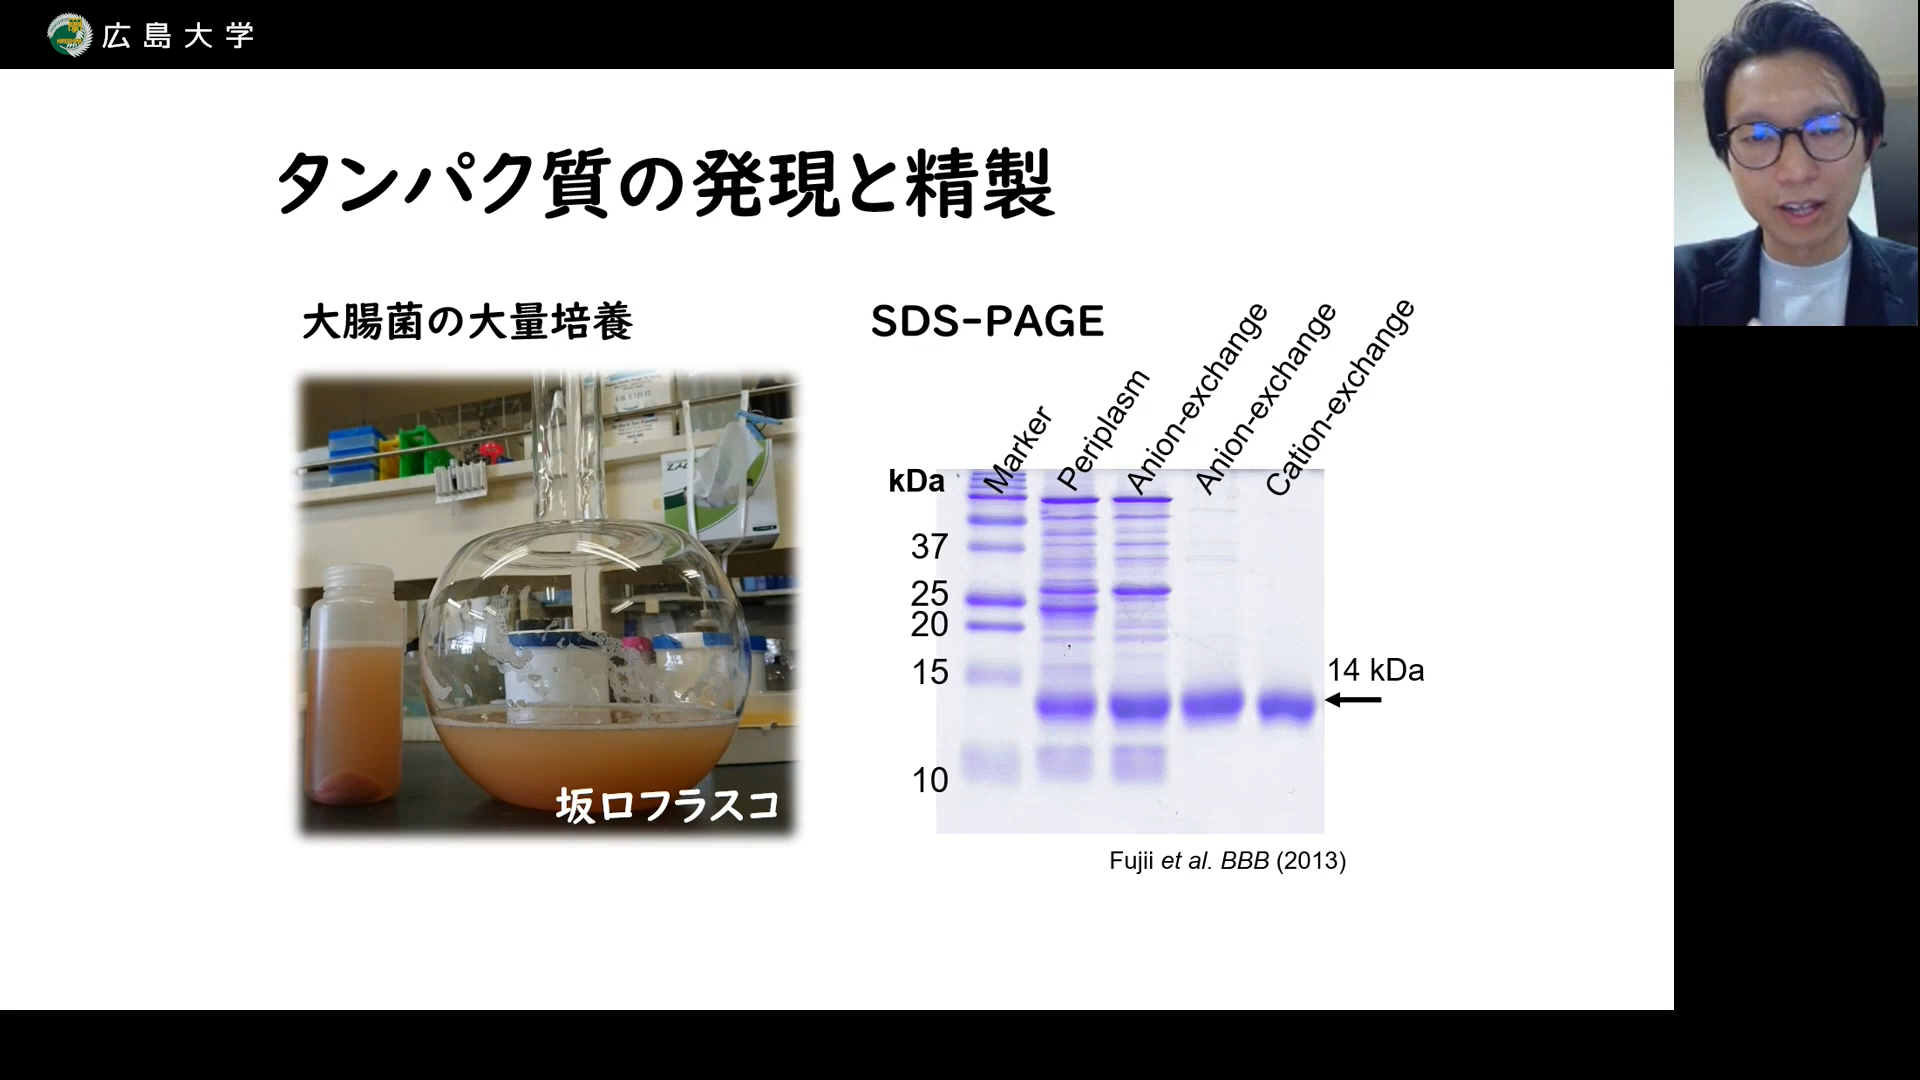 広島大学
タンパク質の発現と精製
大腸菌の大量培養
坂口フラスコ
SDS-PAGE
Marker
Periplasm
Anion-exchange
Anion-exchange
Cation-exchange
kDa
37
25
20
15
10
14 kDa
Fujii et al. BBB (2013)